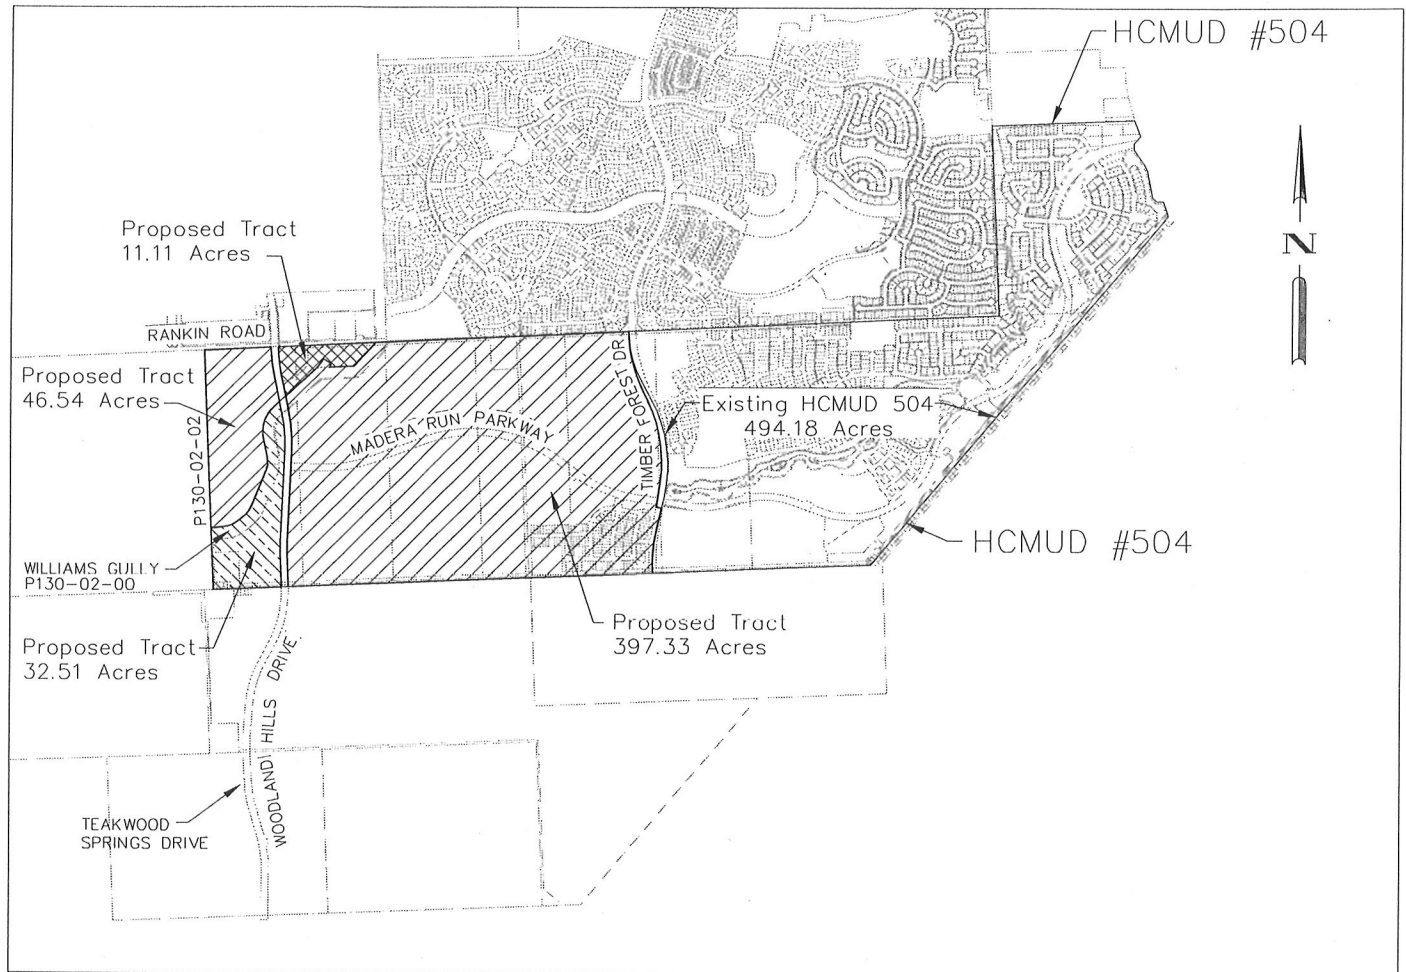 HCMUD #504
Proposed Tract
11.11 Acres
N
RANKIN ROAD
Proposed Tract
46.54 Acres
TIMBER FOREST DR.
Existing HCMUD 504
494.18 Acres
MADERA RUN PARKWAY
P130-02-02
HCMUD #504
WILLIAMS GULLY
P130-02-00
Proposed Tract
397.33 Acres
Proposed Tract
32.51 Acres
WOODLAND HILLS DRIVE.
TEAKWOOD
SPRINGS DRIVE